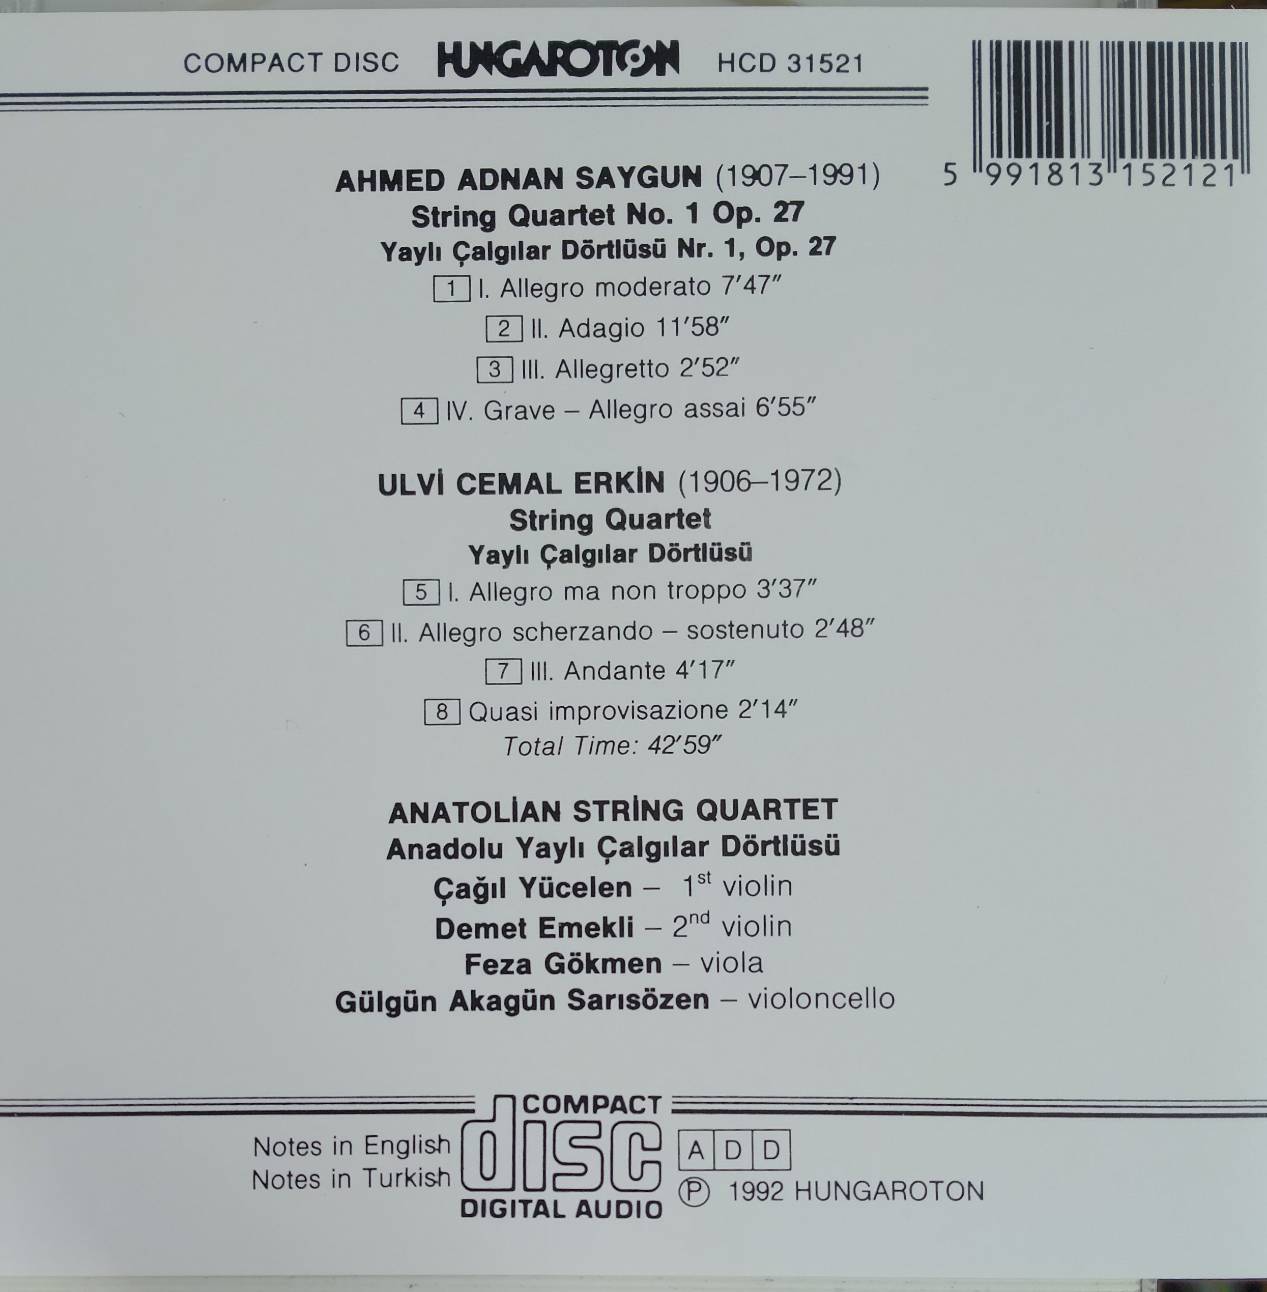 COMPACT DISC HUNGAROTON HCD 31521
5 991813 152121
AHMED ADNAN SAYGUN (1907–1991)
String Quartet No. 1 Op. 27
Yaylı Çalgılar Dörtlüsü Nr. 1, Op. 27
1 I. Allegro moderato 7′47″
2 II. Adagio 11′58″
3 III. Allegretto 2′52″
4 IV. Grave – Allegro assai 6′55″
ULVİ CEMAL ERKİN (1906–1972)
String Quartet
Yaylı Çalgılar Dörtlüsü
5 I. Allegro ma non troppo 3′37″
6 II. Allegro scherzando – sostenuto 2′48″
7 III. Andante 4′17″
8 Quasi improvisazione 2′14″
Total Time: 42′59″
ANATOLİAN STRİNG QUARTET
Anadolu Yaylı Çalgılar Dörtlüsü
Çağıl Yücelen – 1st violin
Demet Emekli – 2nd violin
Feza Gökmen – viola
Gülgün Akagün Sarısözen – violoncello
Notes in English
Notes in Turkish
COMPACT
disc
DIGITAL AUDIO
A D D
Ⓟ 1992 HUNGAROTON